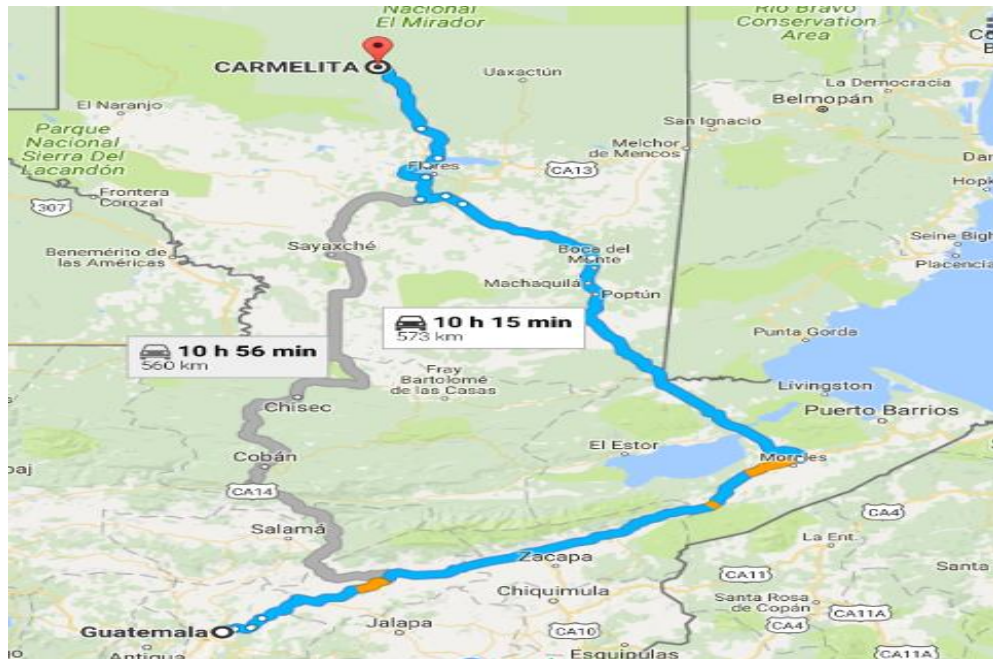 Nacional
El Mirador
Río Bravo
Conservation
Area
CARMELITA
Uaxactún
La Democracia
El Naranjo
Belmopán
San Ignacio
Parque
Nacional
Sierra Del
Lacandón
Melchor
de Mencos
Flores
CA13
Frontera
Corozal
307
Sayaxché
Benemérito de
las Américas
Boca del
Monte
Seine Bigh
Placencia
Machaquilá
Poptún
10 h 15 min
573 km
Punta Gorda
10 h 56 min
560 km
Fray
Bartolomé
de las Casas
Livingston
Chisec
Puerto Barrios
El Estor
Morales
Cobán
CA14
CA4
Salamá
La Ent.
Zacapa
CA11
Santa
Chiquimula
Santa Rosa
de Copán
CA11A
Guatemala
Jalapa
CA10
CA4
Antigua
Esquipulas
CA11A